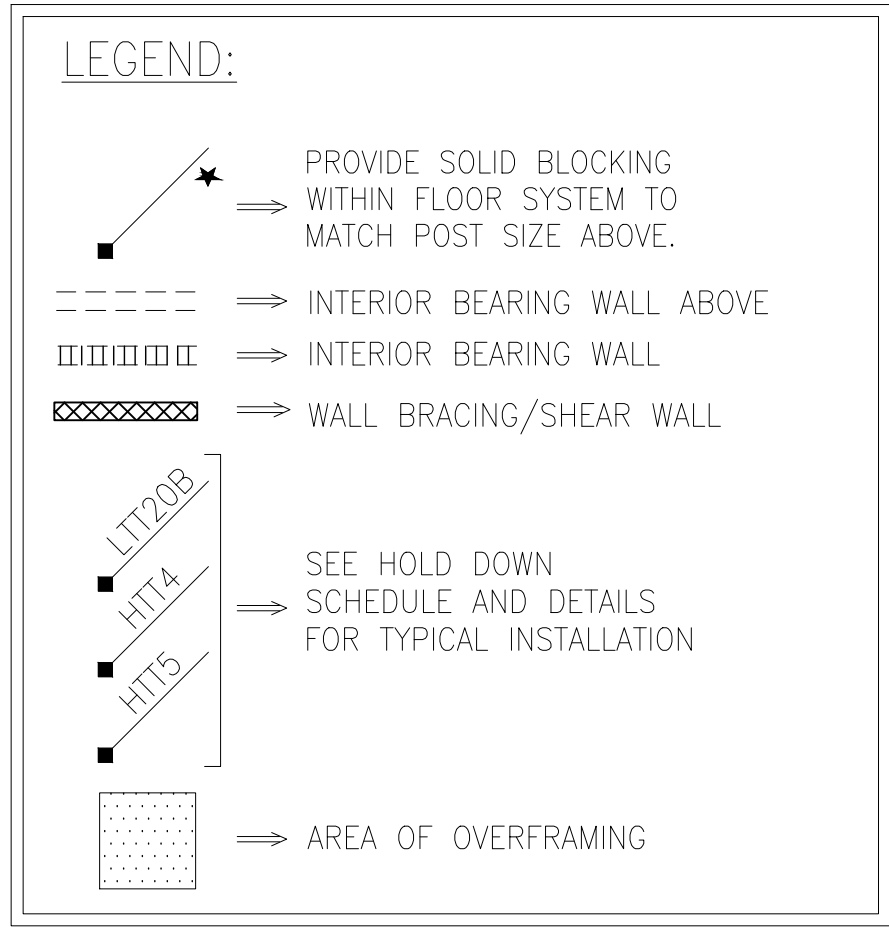 LEGEND:
PROVIDE SOLID BLOCKING
WITHIN FLOOR SYSTEM TO
MATCH POST SIZE ABOVE.
INTERIOR BEARING WALL ABOVE
INTERIOR BEARING WALL
WALL BRACING/SHEAR WALL
LTT20B
HTT4
HTT5
SEE HOLD DOWN
SCHEDULE AND DETAILS
FOR TYPICAL INSTALLATION
AREA OF OVERFRAMING